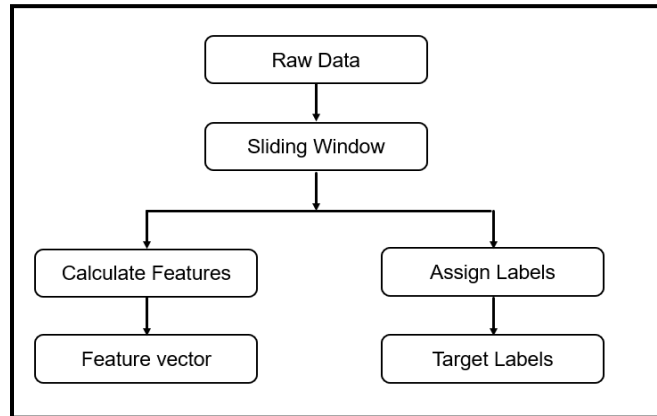 Raw Data
Sliding Window
Calculate Features
Assign Labels
Feature vector
Target Labels